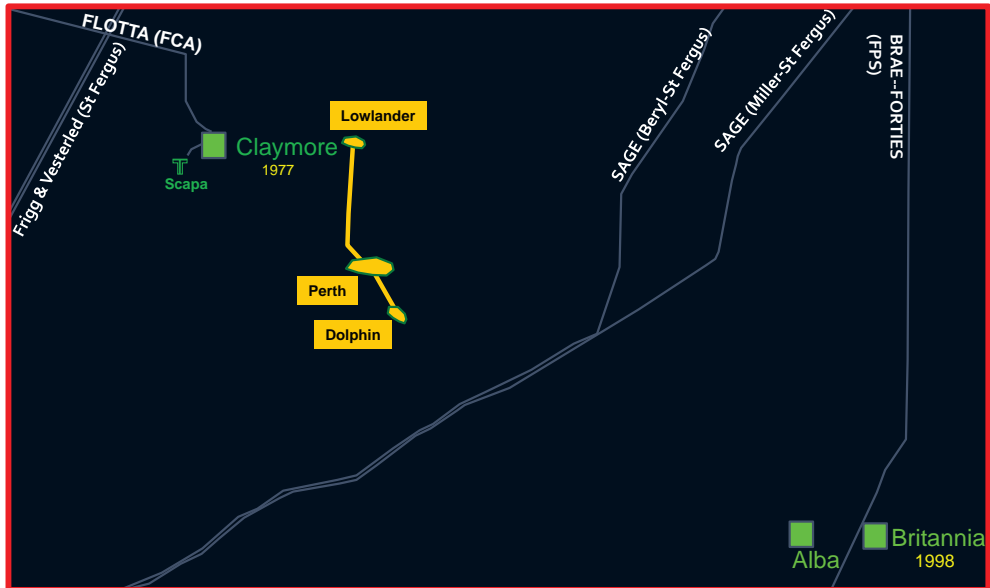 FLOTTA (FCA)
Frigg & Vesterled (St Fergus)
Claymore
1977
Scapa
Lowlander
Perth
Dolphin
SAGE (Beryl-St Fergus)
SAGE (Miller-St Fergus)
BRAE--FORTIES
(FPS)
Alba
Britannia
1998